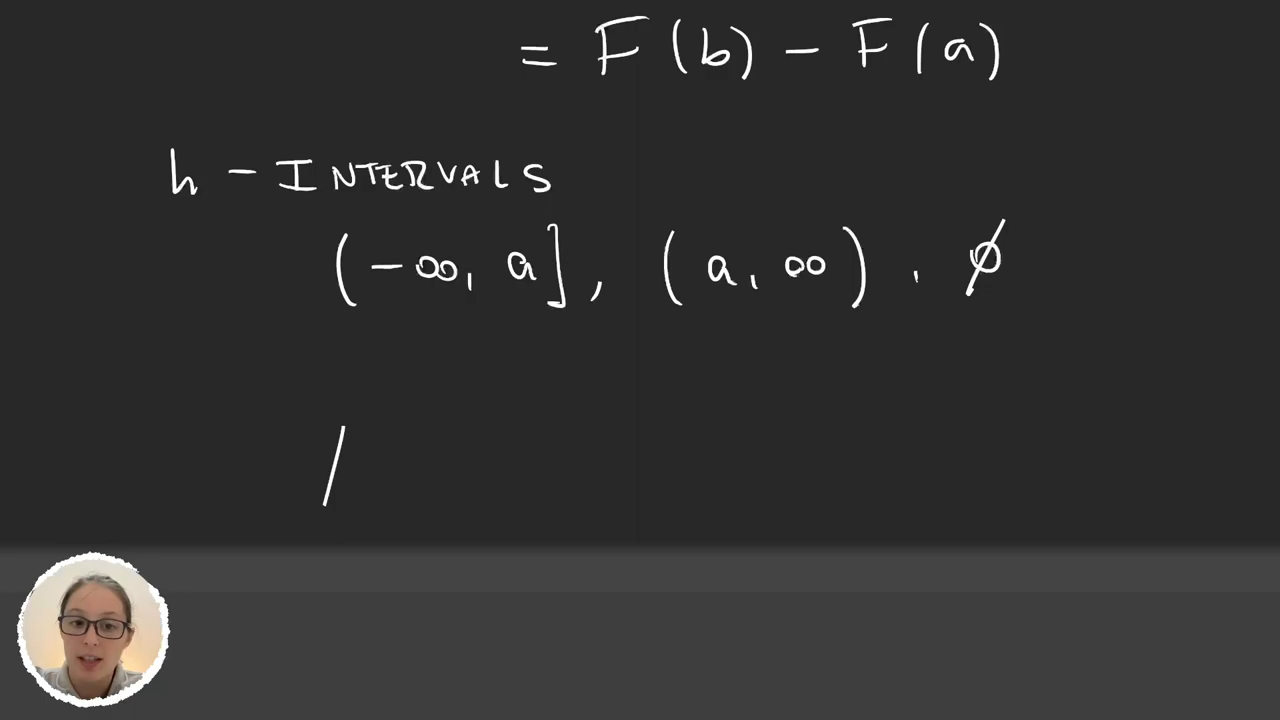 = F(b) - F(a)
h - INTERVALS
(-∞, a], (a, ∞), ∅